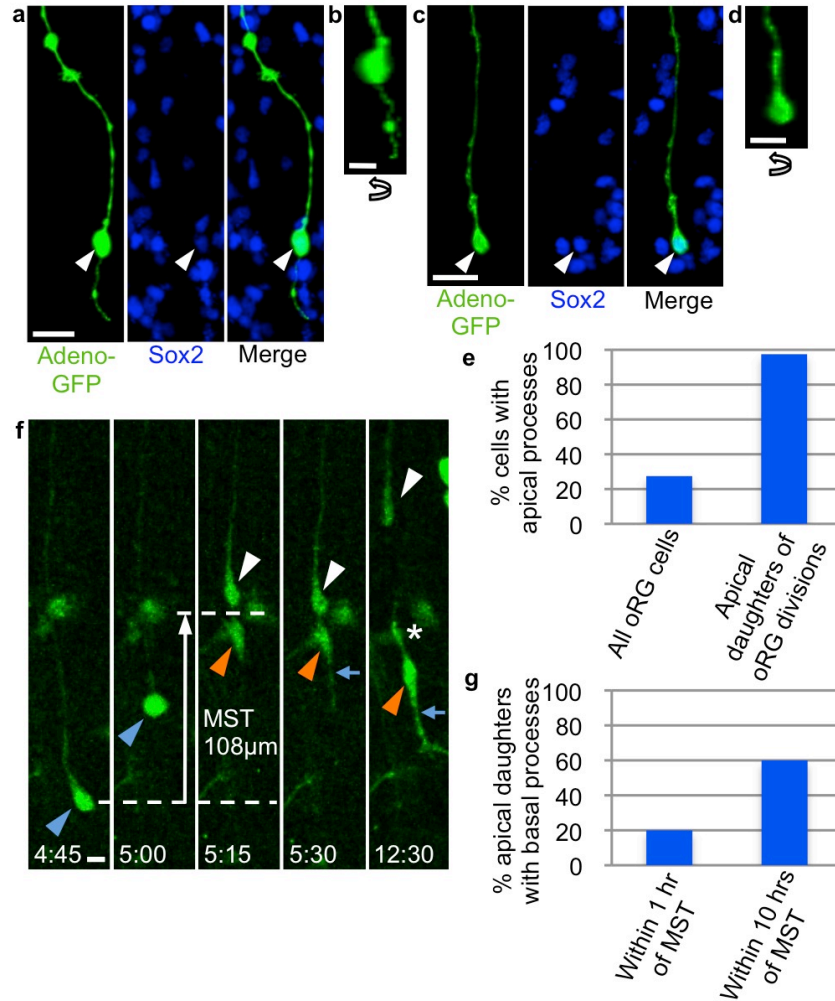 a
b
c
d
Adeno-
GFP
Sox2
Merge
Adeno-
GFP
Sox2
Merge
e
% cells with
apical processes
100
80
60
40
20
0
All oRG cells
Apical
daughters of
oRG divisions
f
MST
108µm
4:45
5:00
5:15
5:30
12:30
*
g
% apical daughters
with basal processes
100
80
60
40
20
0
Within 1 hr
of MST
Within 10 hrs
of MST